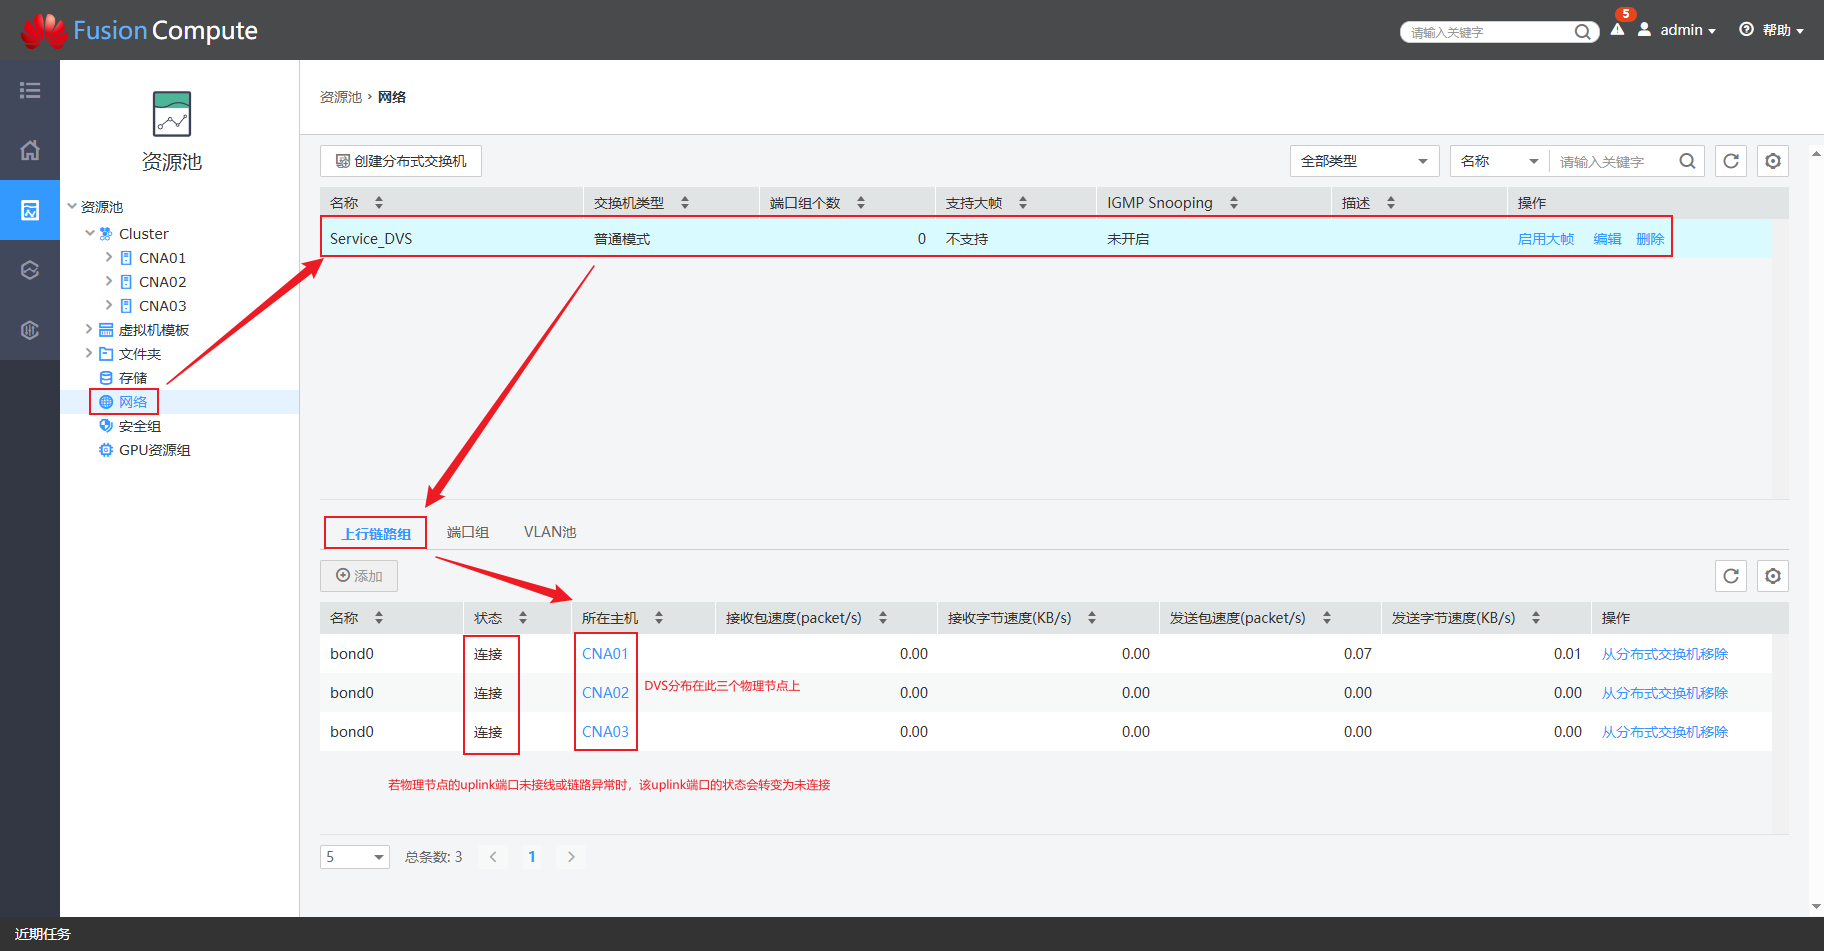 FusionCompute
请输入关键字
5
admin
帮助
资源池
资源池 › 网络
资源池
Cluster
CNA01
CNA02
CNA03
虚拟机模板
文件夹
存储
网络
安全组
GPU资源组
创建分布式交换机
全部类型
名称
请输入关键字
名称 交换机类型 端口组个数 支持大帧 IGMP Snooping 描述 操作
Service_DVS 普通模式 0 不支持 未开启 启用大帧 编辑 删除
上行链路组 端口组 VLAN池
添加
名称 状态 所在主机 接收包速度(packet/s) 接收字节速度(KB/s) 发送包速度(packet/s) 发送字节速度(KB/s) 操作
bond0 连接 CNA01 0.00 0.00 0.07 0.01 从分布式交换机移除
DVS分布在此三个物理节点上
bond0 连接 CNA02 0.00 0.00 0.00 0.00 从分布式交换机移除
bond0 连接 CNA03 0.00 0.00 0.00 0.00 从分布式交换机移除
若物理节点的uplink端口未接线或链路异常时，该uplink端口的状态会转变为未连接
5 总条数: 3 1
近期任务